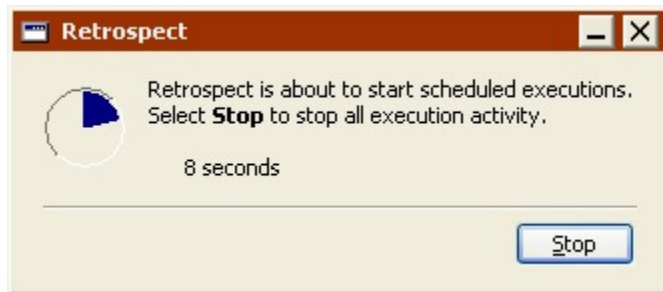 Retrospect
Retrospect is about to start scheduled executions.
Select Stop to stop all execution activity.
8 seconds
Stop